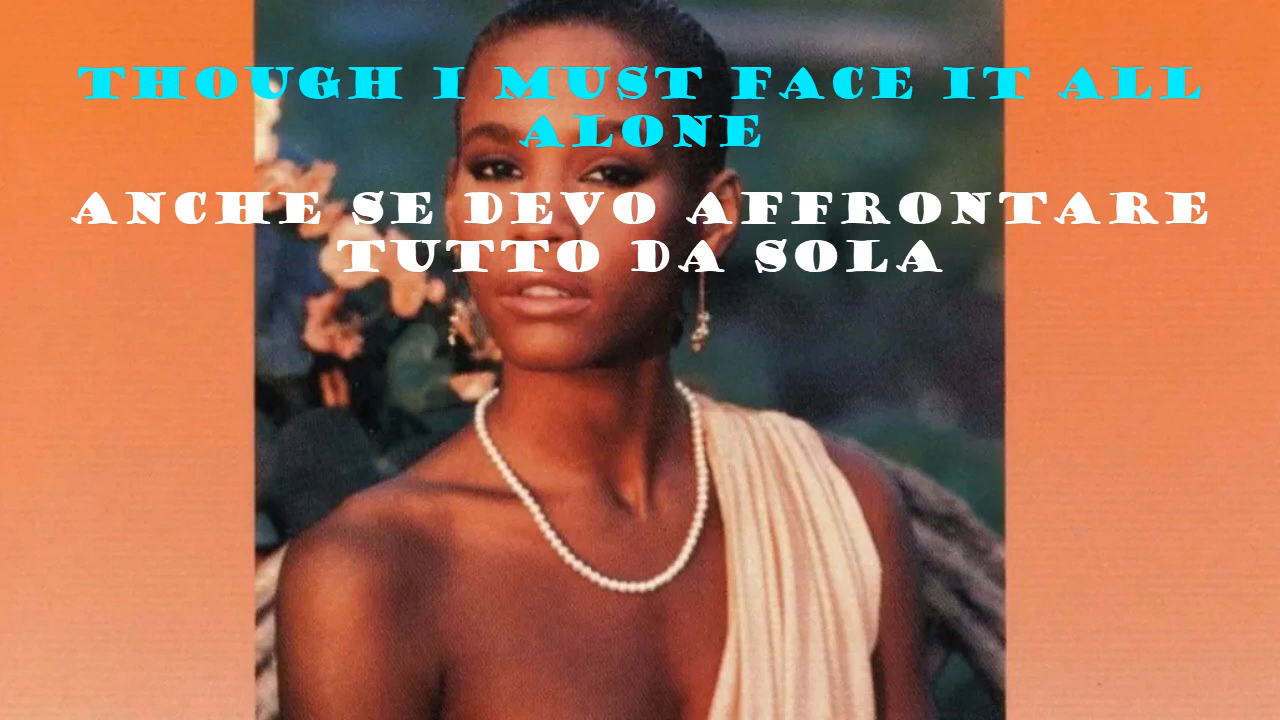 THOUGH I MUST FACE IT ALL
ALONE
ANCHE SE DEVO AFFRONTARE
TUTTO DA SOLA